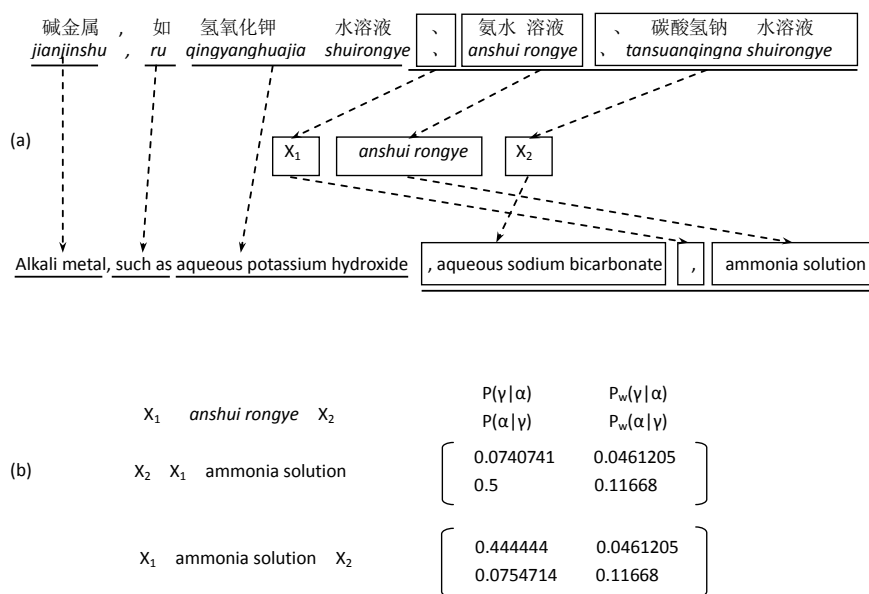 碱金属 , 如 氢氧化钾 水溶液 、 氨水 溶液 、 碳酸氢钠 水溶液
jianjinshu , ru qingyanghuajia shuirongye 、 anshui rongye 、 tansuanqingna shuirongye
(a)
X1 anshui rongye X2
Alkali metal, such as aqueous potassium hydroxide , aqueous sodium bicarbonate , ammonia solution
P(γ|α) Pw(γ|α)
X1 anshui rongye X2
P(α|γ) Pw(α|γ)
0.0740741 0.0461205
(b) X2 X1 ammonia solution
0.5 0.11668
0.444444 0.0461205
X1 ammonia solution X2
0.0754714 0.11668